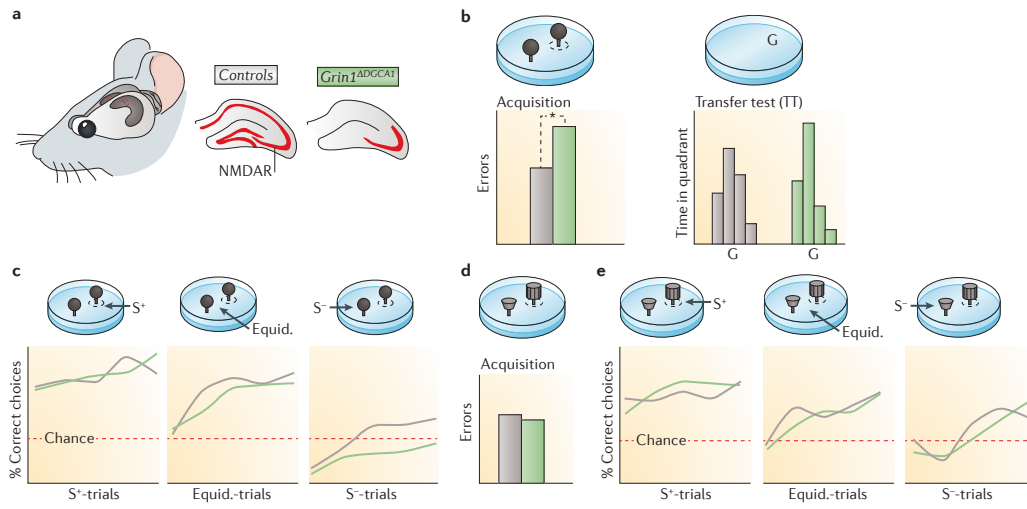 a
Controls
Grin1ΔDGCA1
NMDAR
b
G
Acquisition
*
Errors
Transfer test (TT)
Time in quadrant
G
G
c
S+
Equid.
S–
% Correct choices
Chance
S+-trials
Equid.-trials
S–-trials
d
Acquisition
Errors
e
S+
Equid.
S–
% Correct choices
Chance
S+-trials
Equid.-trials
S–-trials